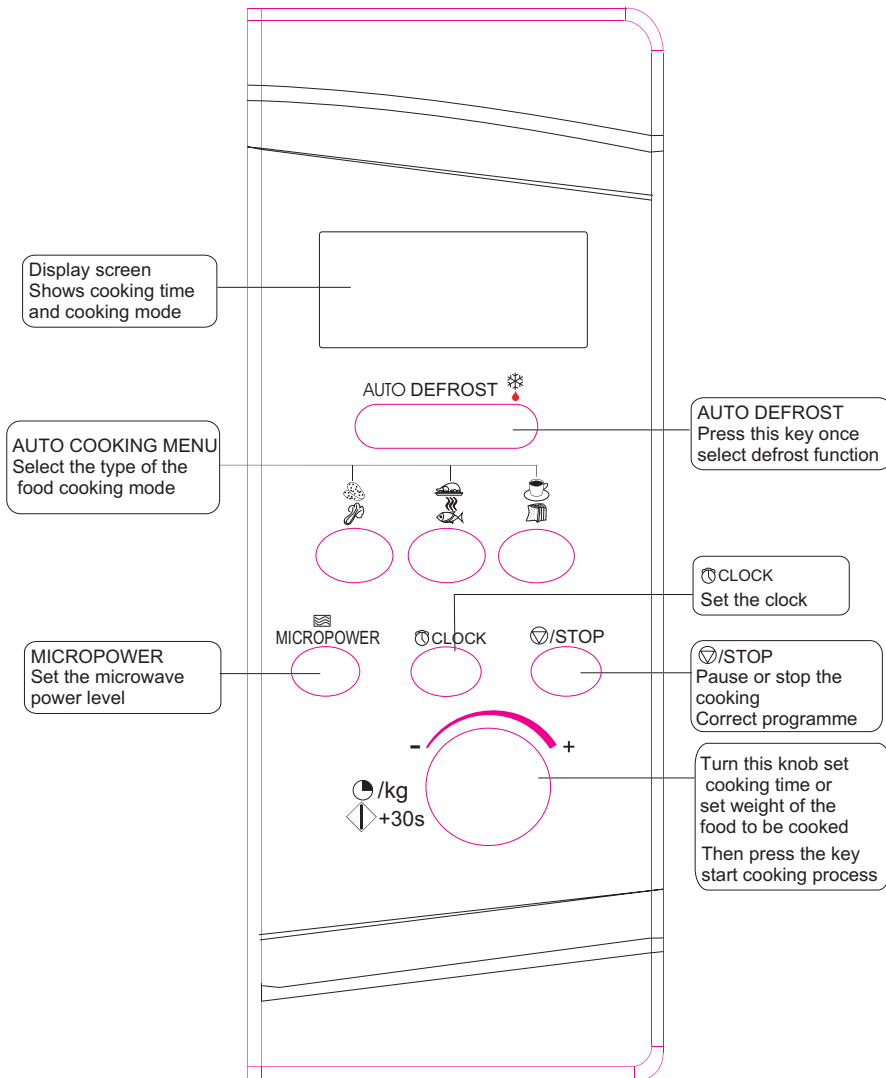 Display screen
Shows cooking time
and cooking mode
AUTO DEFROST
AUTO DEFROST
Press this key once
select defrost function
AUTO COOKING MENU
Select the type of the
food cooking mode
CLOCK
Set the clock
MICROPOWER
CLOCK
/STOP
MICROPOWER
Set the microwave
power level
/STOP
Pause or stop the
cooking
Correct programme
- +
/kg
+30s
Turn this knob set
cooking time or
set weight of the
food to be cooked
Then press the key
start cooking process